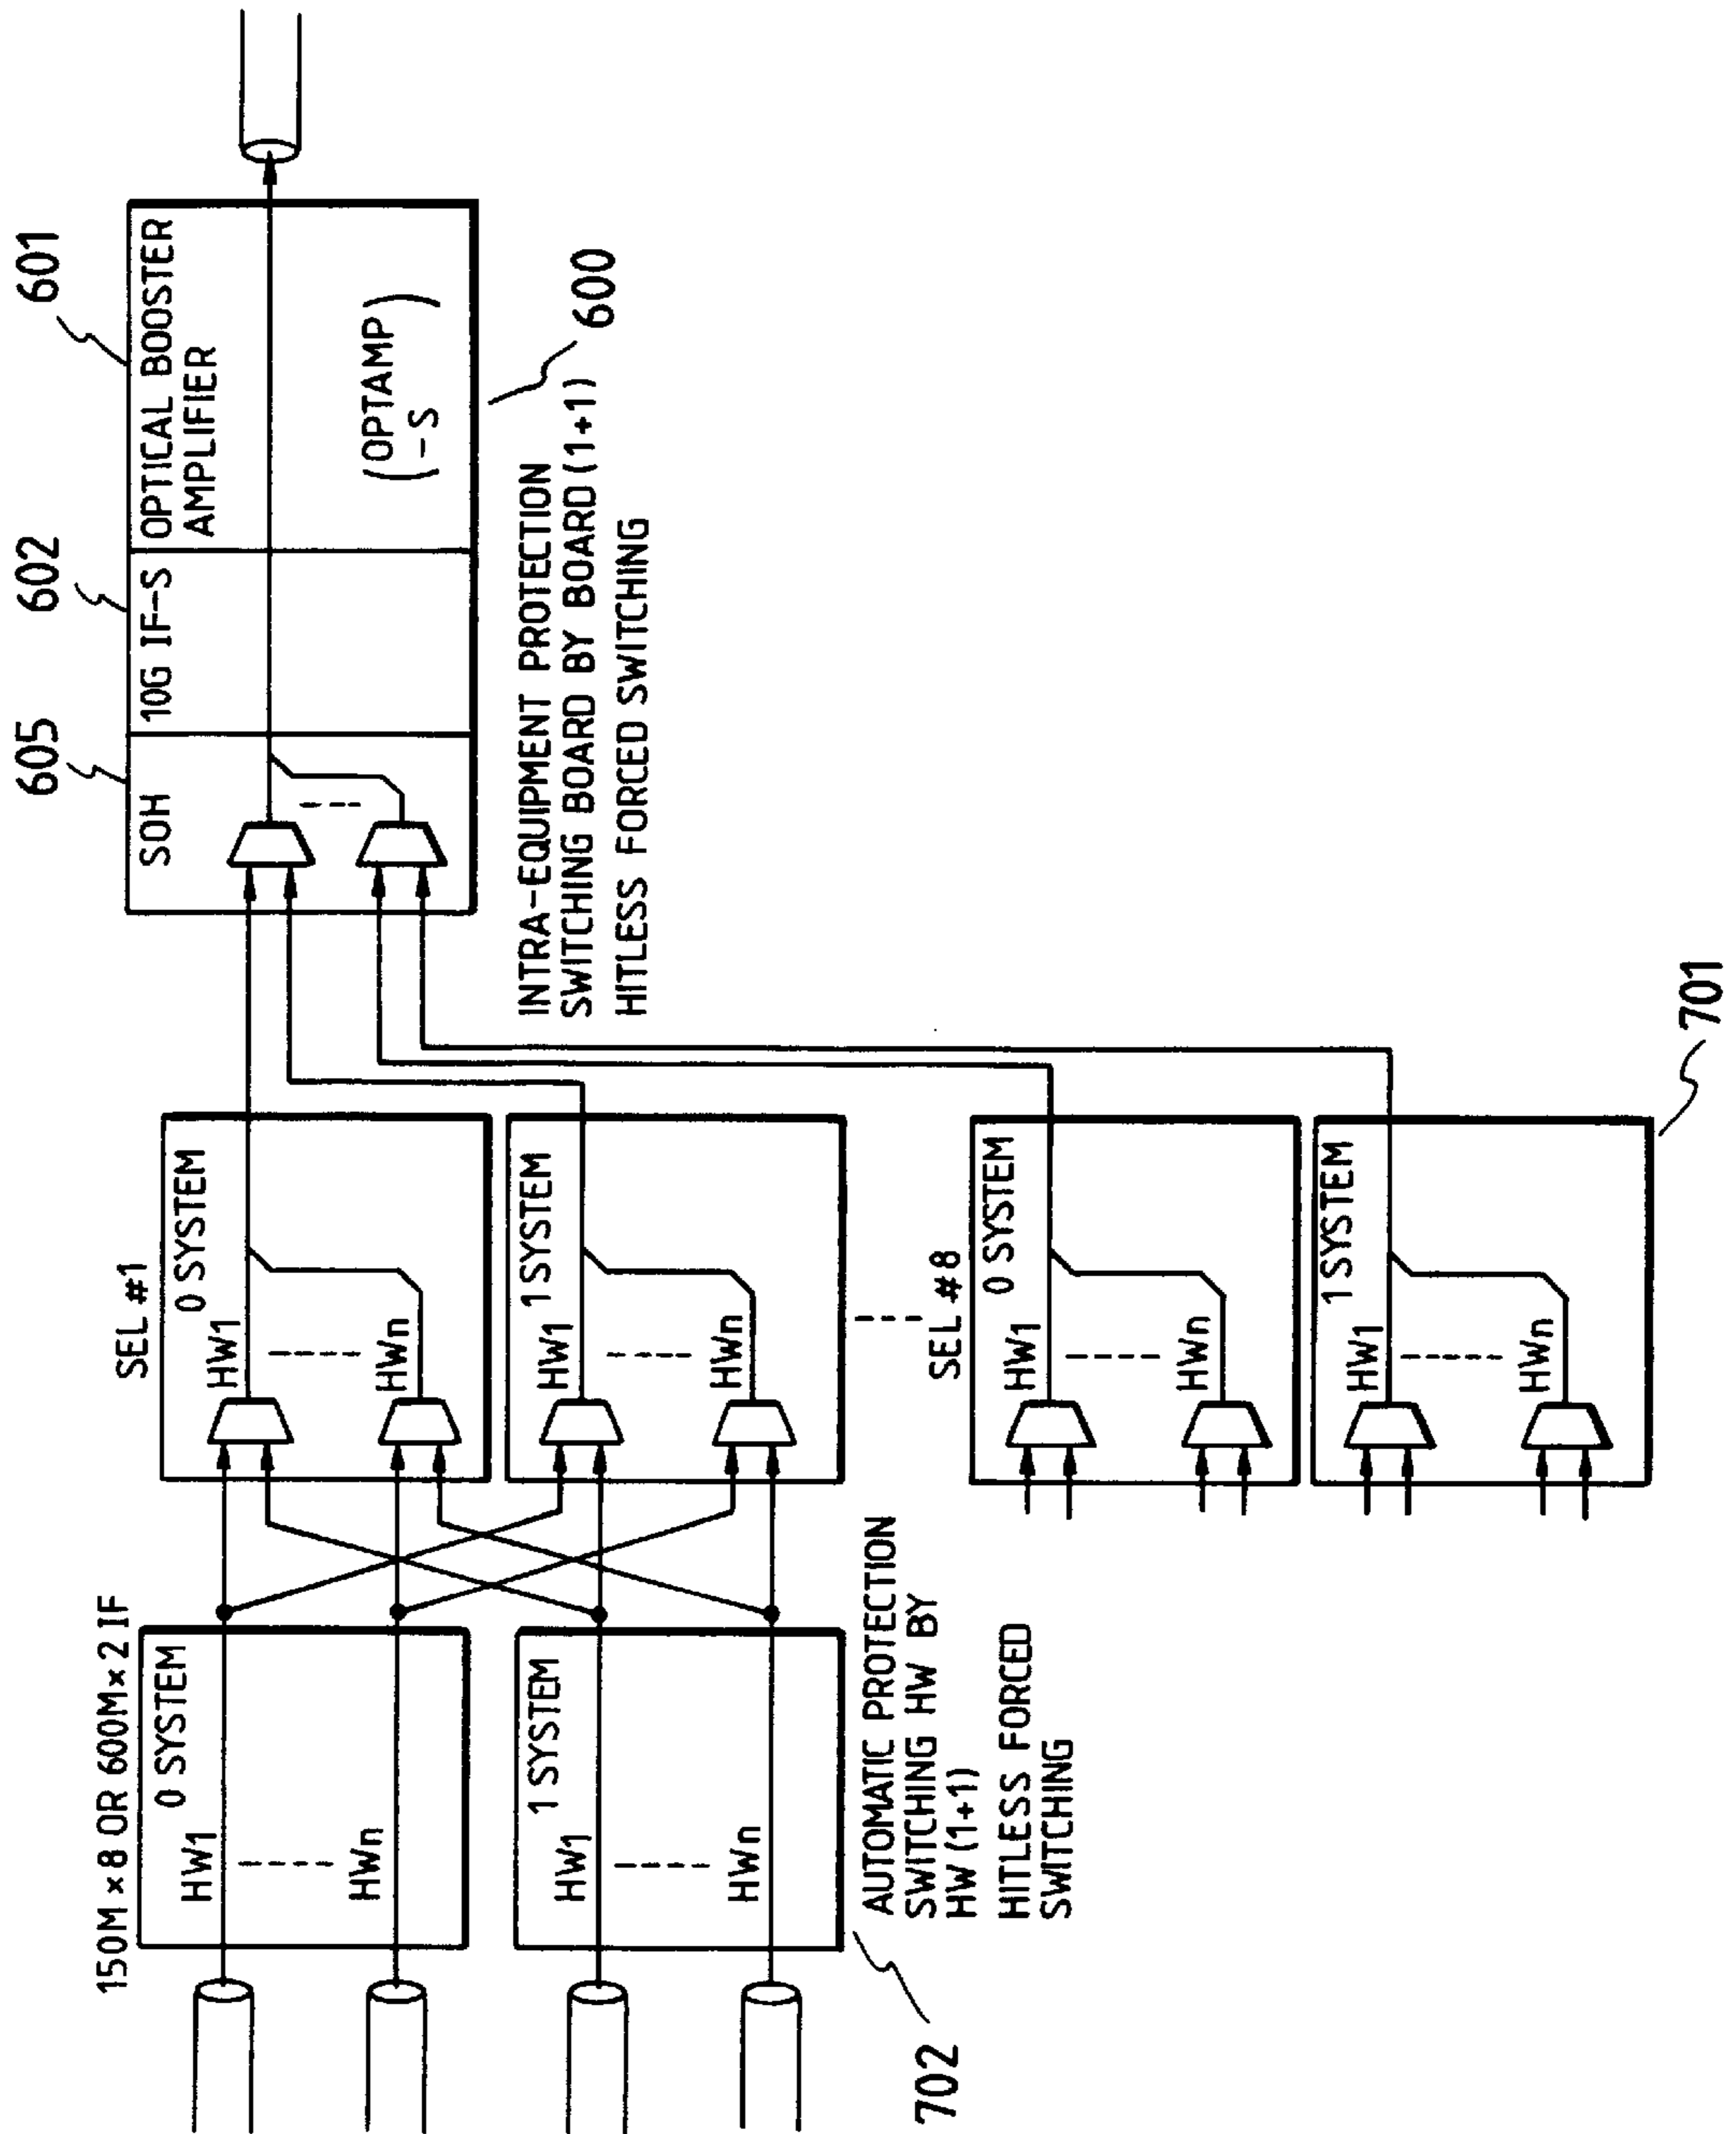 150M × 8 OR 600M × 2 IF
0 SYSTEM
HW1
HWn
1 SYSTEM
HW1
HWn
AUTOMATIC PROTECTION
SWITCHING HW BY
HW (1+1)
HITLESS FORCED
SWITCHING
702
SEL #1
0 SYSTEM
HW1
HWn
1 SYSTEM
HW1
HWn
SEL #8
0 SYSTEM
HW1
HWn
1 SYSTEM
HW1
HWn
701
605
602
601
SOH
10G IF-S
OPTICAL BOOSTER
AMPLIFIER
(OPTAMP
-S)
600
INTRA-EQUIPMENT PROTECTION
SWITCHING BOARD BY BOARD (1+1)
HITLESS FORCED SWITCHING